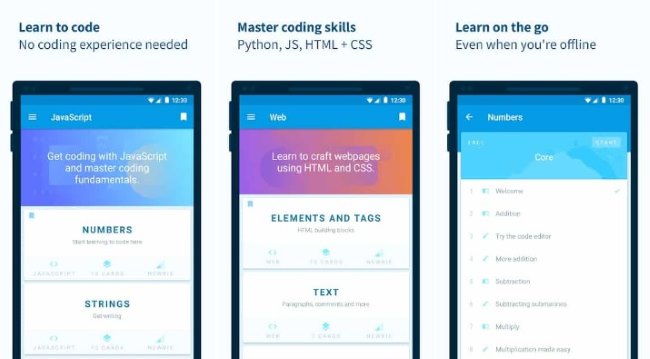 Learn to code
No coding experience needed
12:30
JavaScript
Get coding with JavaScript
and master coding
fundamentals.
NUMBERS
Start learning to code here
JAVASCRIPT
CARDS
NEWBIE
STRINGS
Get writing
JAVASCRIPT
CARDS
NEWBIE
Master coding skills
Python, JS, HTML + CSS
12:30
Web
Learn to craft webpages
using HTML and CSS.
ELEMENTS AND TAGS
HTML building blocks
WEB
CARDS
NEWBIE
TEXT
Paragraphs, comments and more
WEB
7 CARDS
NEWBIE
Learn on the go
Even when you're offline
12:30
Numbers
START
Core
1 Welcome
2 Addition
3 Try the code editor
4 More addition
5 Subtraction
6 Subtracting submarines
7 Multiply
8 Multiplication made easy